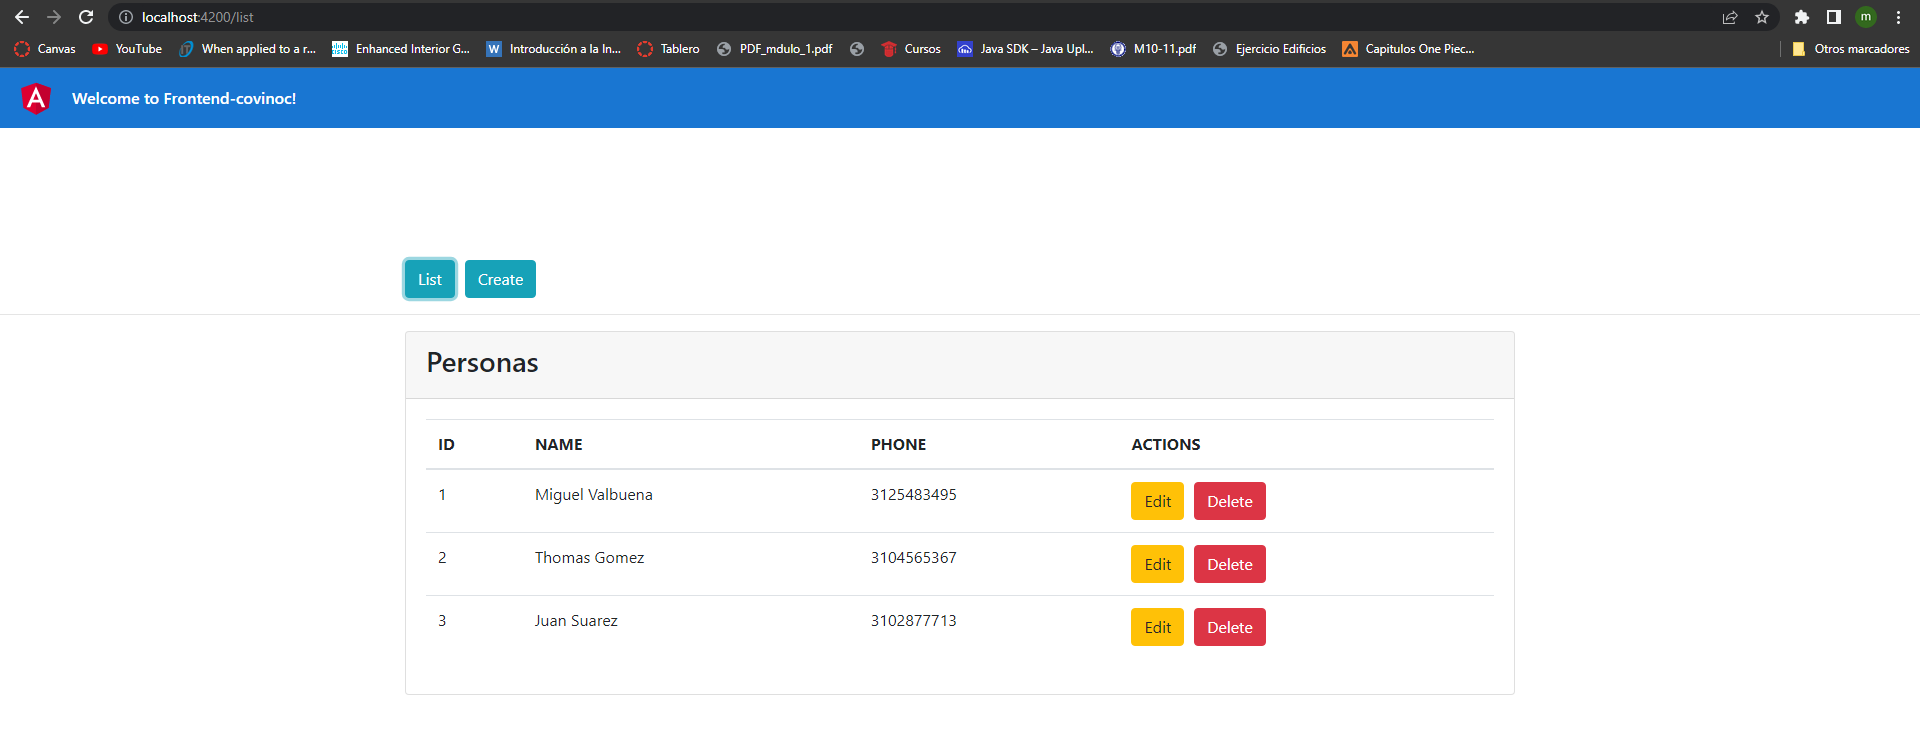 localhost:4200/list
Canvas YouTube When applied to a r... Enhanced Interior G... Introducción a la In... Tablero PDF_mdulo_1.pdf Cursos Java SDK – Java Upl... M10-11.pdf Ejercicio Edificios Capitulos One Piec... Otros marcadores
Welcome to Frontend-covinoc!
List Create
Personas
ID NAME PHONE ACTIONS
1 Miguel Valbuena 3125483495 Edit Delete
2 Thomas Gomez 3104565367 Edit Delete
3 Juan Suarez 3102877713 Edit Delete